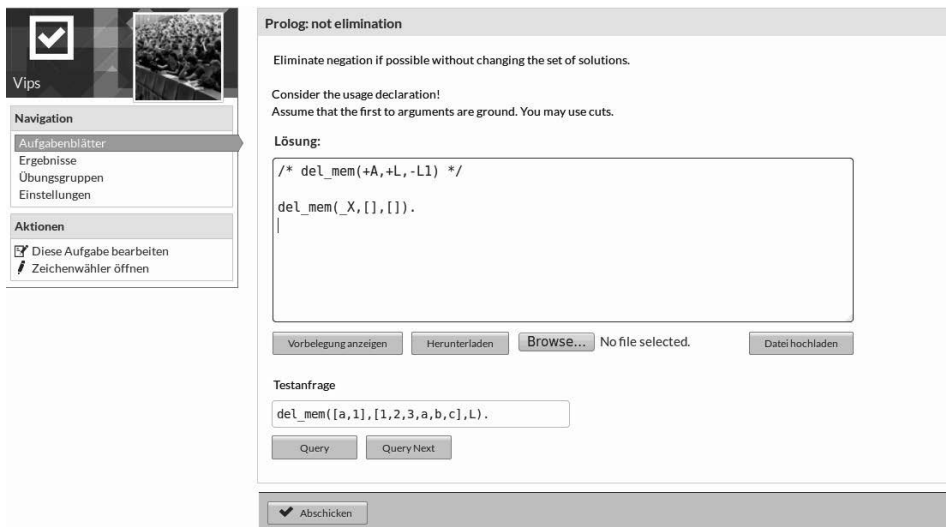 Vips
Navigation
Aufgabenblätter
Ergebnisse
Übungsgruppen
Einstellungen
Aktionen
Diese Aufgabe bearbeiten
Zeichenwähler öffnen
Prolog: not elimination
Eliminate negation if possible without changing the set of solutions.
Consider the usage declaration!
Assume that the first to arguments are ground. You may use cuts.
Lösung:
/* del_mem(+A,+L,-L1) */
del_mem(_X,[],[]).
Vorbelegung anzeigen
Herunterladen
Browse...
No file selected.
Datei hochladen
Testanfrage
del_mem([a,1],[1,2,3,a,b,c],L).
Query
Query Next
Abschicken